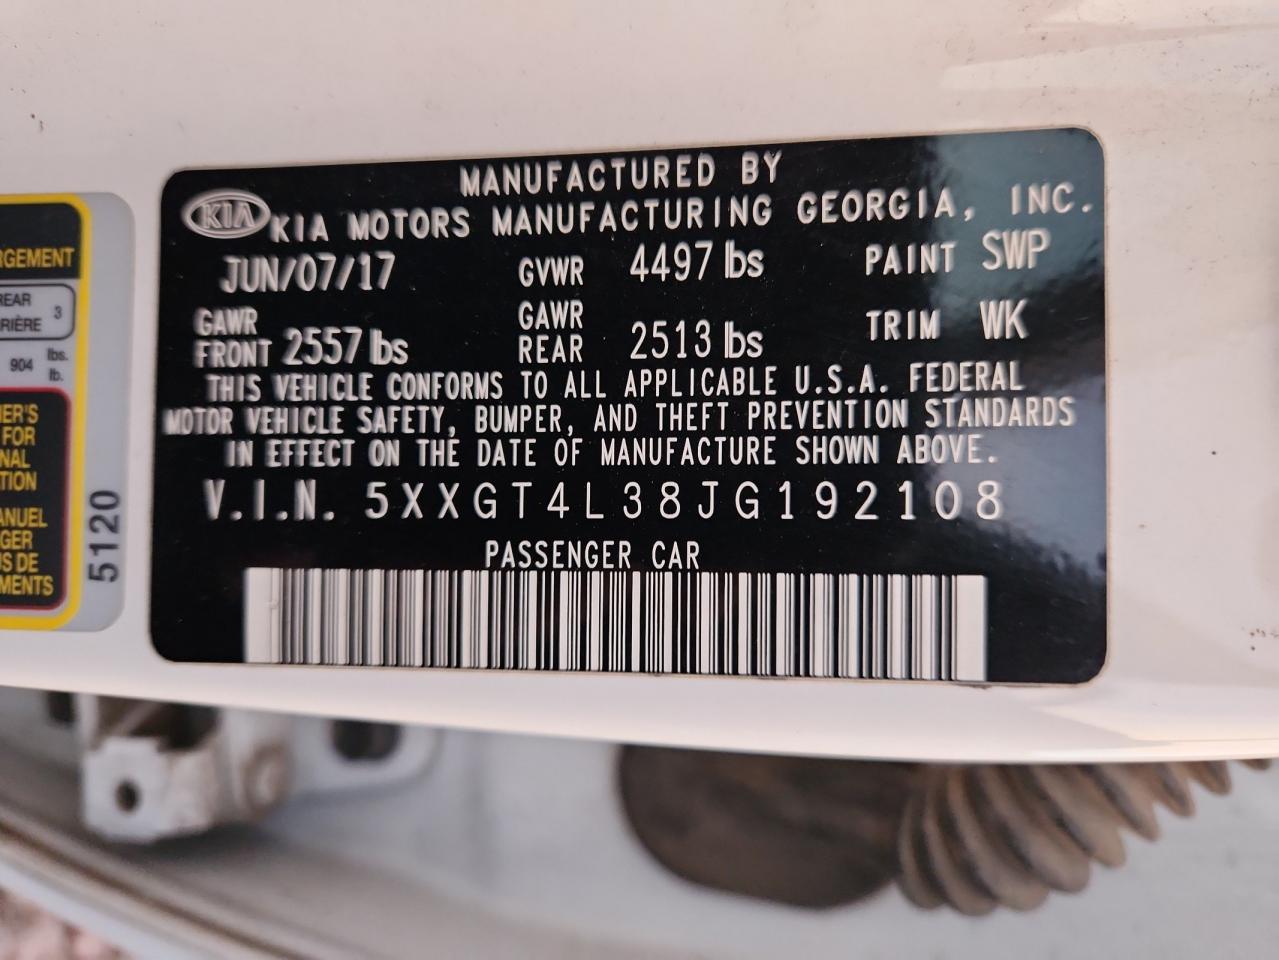 MANUFACTURED BY
KIA KIA MOTORS MANUFACTURING GEORGIA, INC.
JUN/07/17 GVWR 4497 lbs PAINT SWP
GAWR FRONT 2557 lbs GAWR REAR 2513 lbs TRIM WK
THIS VEHICLE CONFORMS TO ALL APPLICABLE U.S.A. FEDERAL
MOTOR VEHICLE SAFETY, BUMPER, AND THEFT PREVENTION STANDARDS
IN EFFECT ON THE DATE OF MANUFACTURE SHOWN ABOVE.
V.I.N. 5XXGT4L38JG192108
PASSENGER CAR
REAR 3
904 lbs.
lb.
FOR
5120